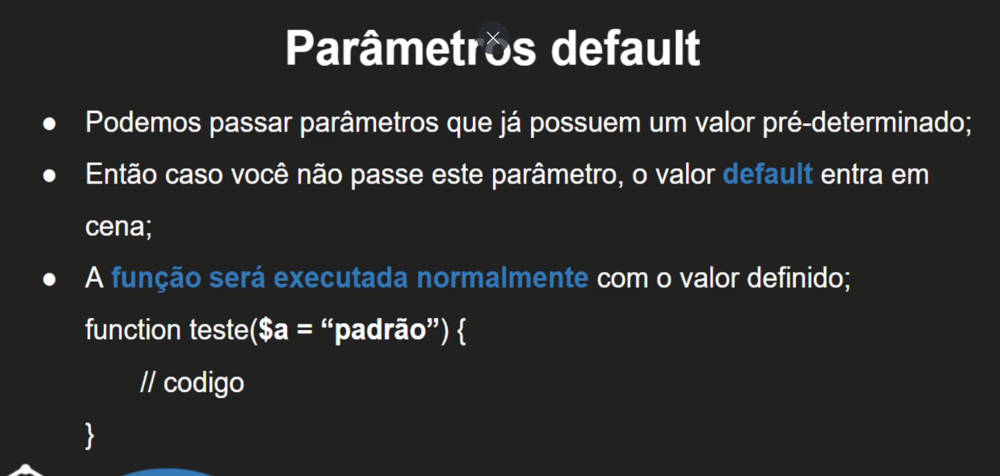 Parâmetros default
● Podemos passar parâmetros que já possuem um valor pré-determinado;
● Então caso você não passe este parâmetro, o valor default entra em
cena;
● A função será executada normalmente com o valor definido;
function teste($a = “padrão”) {
// codigo
}